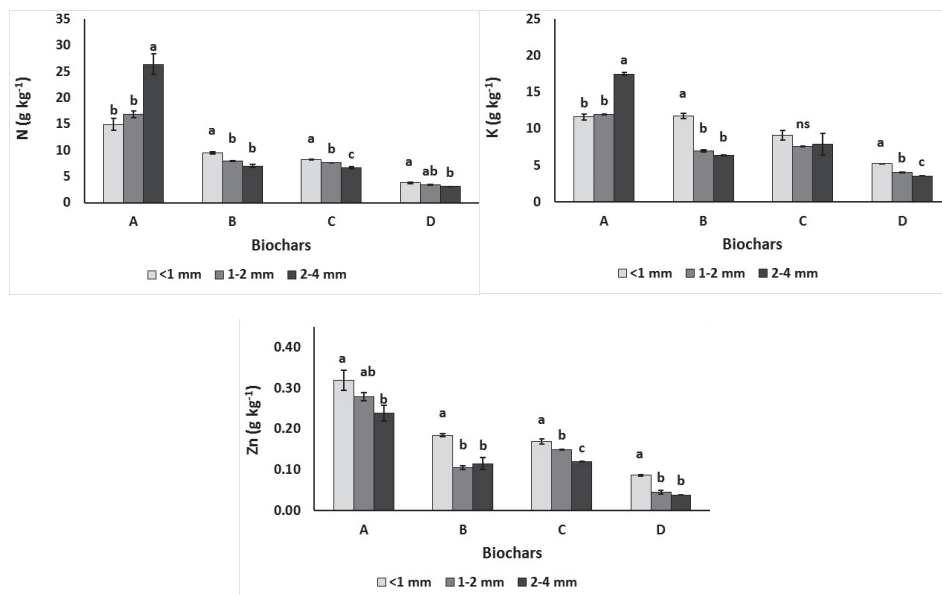 35
30
25
20
15
10
5
0
N (g kg⁻¹)
b b a
a b b
a b c
a ab b
A B C D
Biochars
<1 mm 1-2 mm 2-4 mm
25
20
15
10
5
0
K (g kg⁻¹)
b b a
a b b
ns
a b c
A B C D
Biochars
<1 mm 1-2 mm 2-4 mm
0.40
0.30
0.20
0.10
0.00
Zn (g kg⁻¹)
a ab b
a b b
a b c
a b b
A B C D
Biochars
<1 mm 1-2 mm 2-4 mm